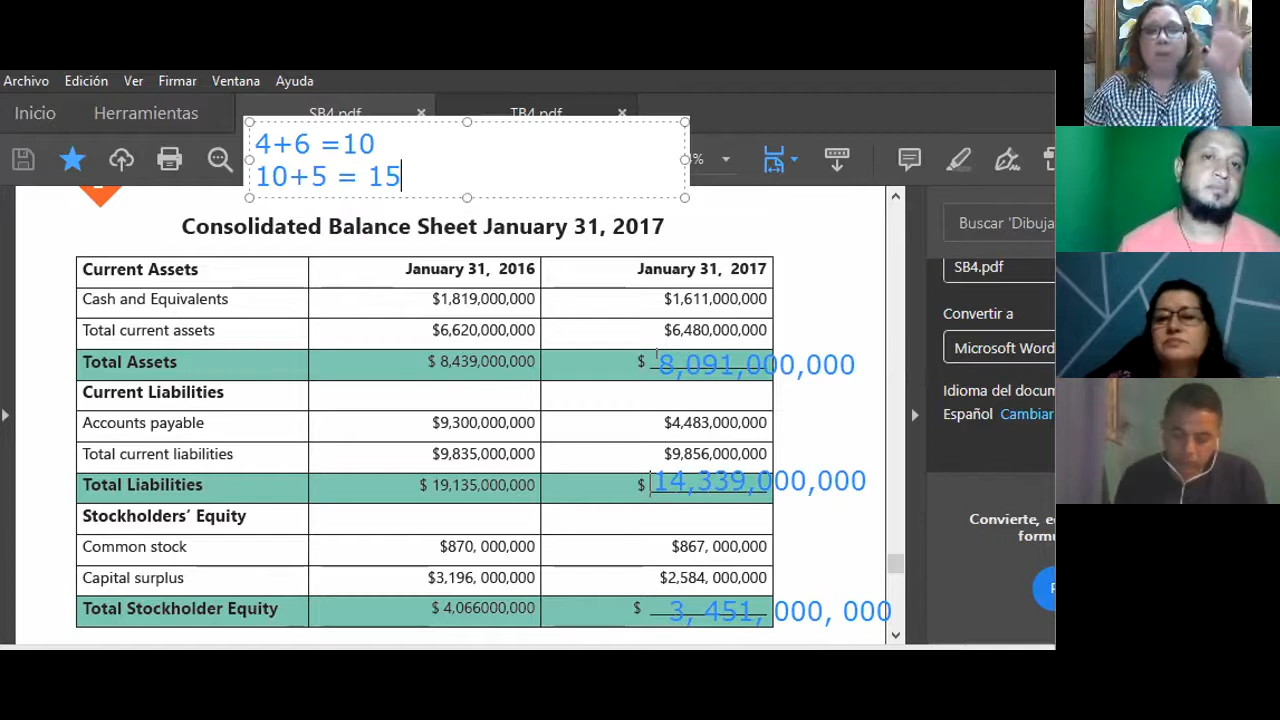 Archivo Edición Ver Firmar Ventana Ayuda
Inicio Herramientas SB4.pdf TB4.pdf
4+6 =10
10+5 = 15
%
Buscar 'Dibuja
SB4.pdf
Convertir a
Microsoft Word
Idioma del docum
Español Cambiar
Convierte, e
form
Consolidated Balance Sheet January 31, 2017
Current Assets January 31, 2016 January 31, 2017
Cash and Equivalents $1,819,000,000 $1,611,000,000
Total current assets $6,620,000,000 $6,480,000,000
Total Assets $ 8,439,000,000 $ 8,091,000,000
Current Liabilities
Accounts payable $9,300,000,000 $4,483,000,000
Total current liabilities $9,835,000,000 $9,856,000,000
Total Liabilities $ 19,135,000,000 $ 14,339,000,000
Stockholders' Equity
Common stock $870, 000,000 $867, 000,000
Capital surplus $3,196, 000,000 $2,584, 000,000
Total Stockholder Equity $ 4,066000,000 $ 3, 451, 000, 000